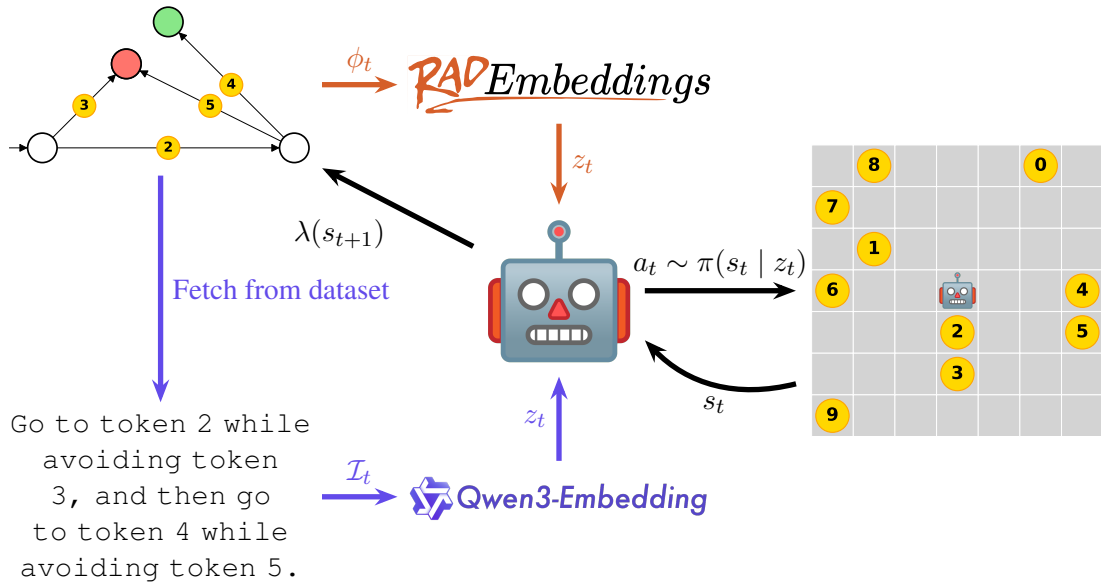 4
3
5
2
ϕ_t
RAD Embeddings
z_t
λ(s_{t+1})
Fetch from dataset
a_t ∼ π(s_t | z_t)
s_t
8
0
7
1
6
4
2
5
3
9
Go to token 2 while
avoiding token
3, and then go
to token 4 while
avoiding token 5.
ℐ_t
z_t
Qwen3-Embedding